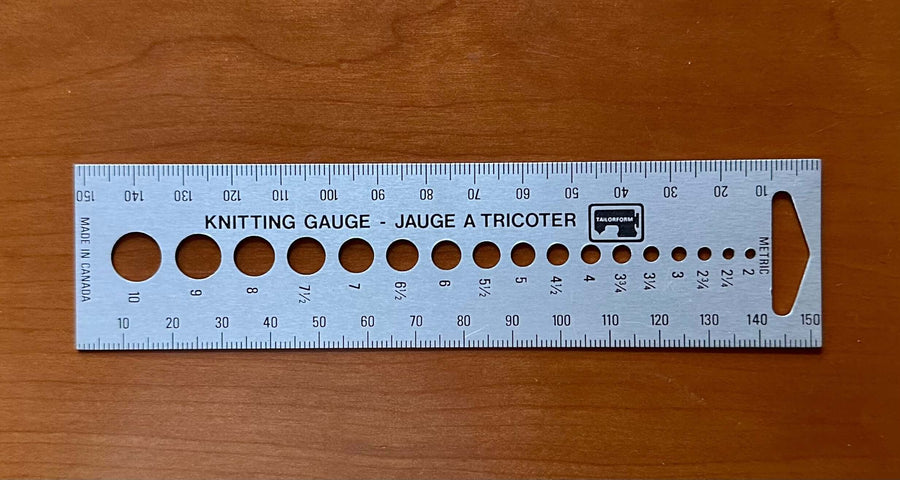 150 140 130 120 110 100 90 80 70 60 50 40 30 20 10
KNITTING GAUGE - JAUGE A TRICOTER
TAILORFORM
MADE IN CANADA
METRIC
10 9 8 7½ 7 6½ 6 5½ 5 4½ 4 3¾ 3¼ 3 2¾ 2¼ 2
10 20 30 40 50 60 70 80 90 100 110 120 130 140 150